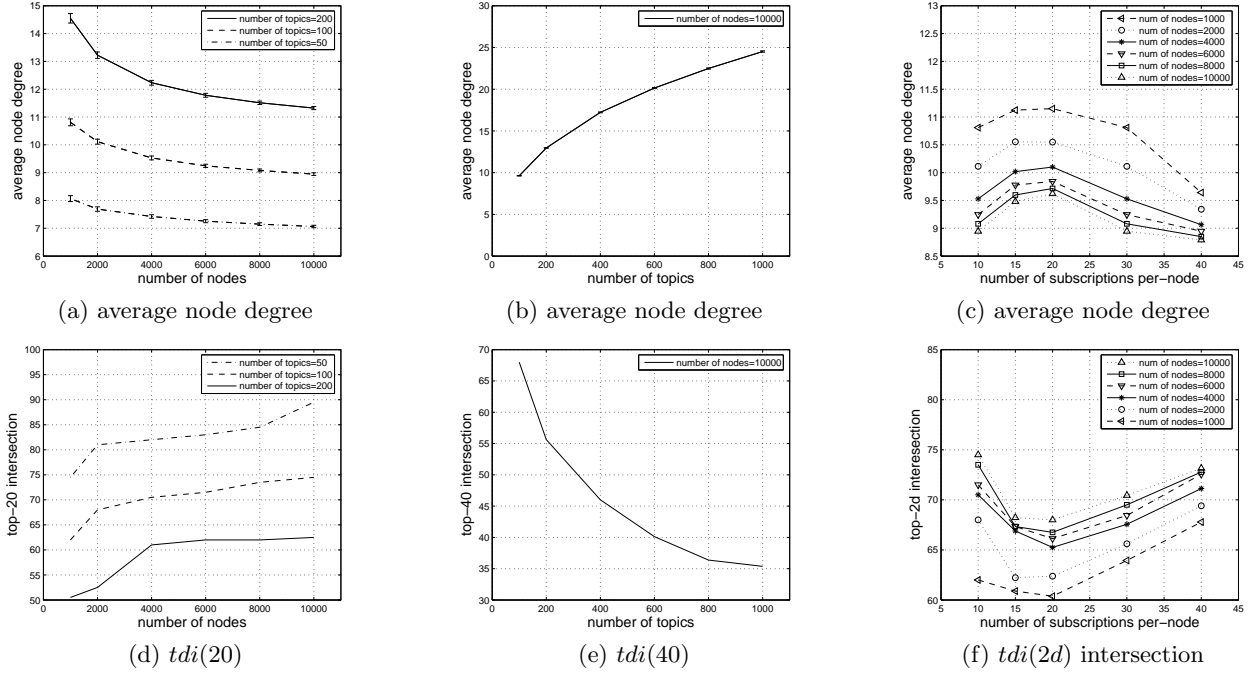 15
14
13
12
11
10
9
8
7
6
average node degree
number of topics=200
number of topics=100
number of topics=50
0 2000 4000 6000 8000 10000
number of nodes
(a) average node degree
30
25
20
15
10
5
0
average node degree
number of nodes=10000
0 200 400 600 800 1000
number of topics
(b) average node degree
13
12.5
12
11.5
11
10.5
10
9.5
9
8.5
average node degree
num of nodes=1000
num of nodes=2000
num of nodes=4000
num of nodes=6000
num of nodes=8000
num of nodes=10000
5 10 15 20 25 30 35 40 45
number of subscriptions per-node
(c) average node degree
100
95
90
85
80
75
70
65
60
55
50
top-20 intersection
number of topics=50
number of topics=100
number of topics=200
0 2000 4000 6000 8000 10000
number of nodes
(d) tdi(20)
70
65
60
55
50
45
40
35
30
top-40 intersection
number of nodes=10000
0 200 400 600 800 1000
number of topics
(e) tdi(40)
85
80
75
70
65
60
top-2d interesection
num of nodes=10000
num of nodes=8000
num of nodes=6000
num of nodes=4000
num of nodes=2000
num of nodes=1000
5 10 15 20 25 30 35 40 45
number of subscriptions per-node
(f) tdi(2d) intersection